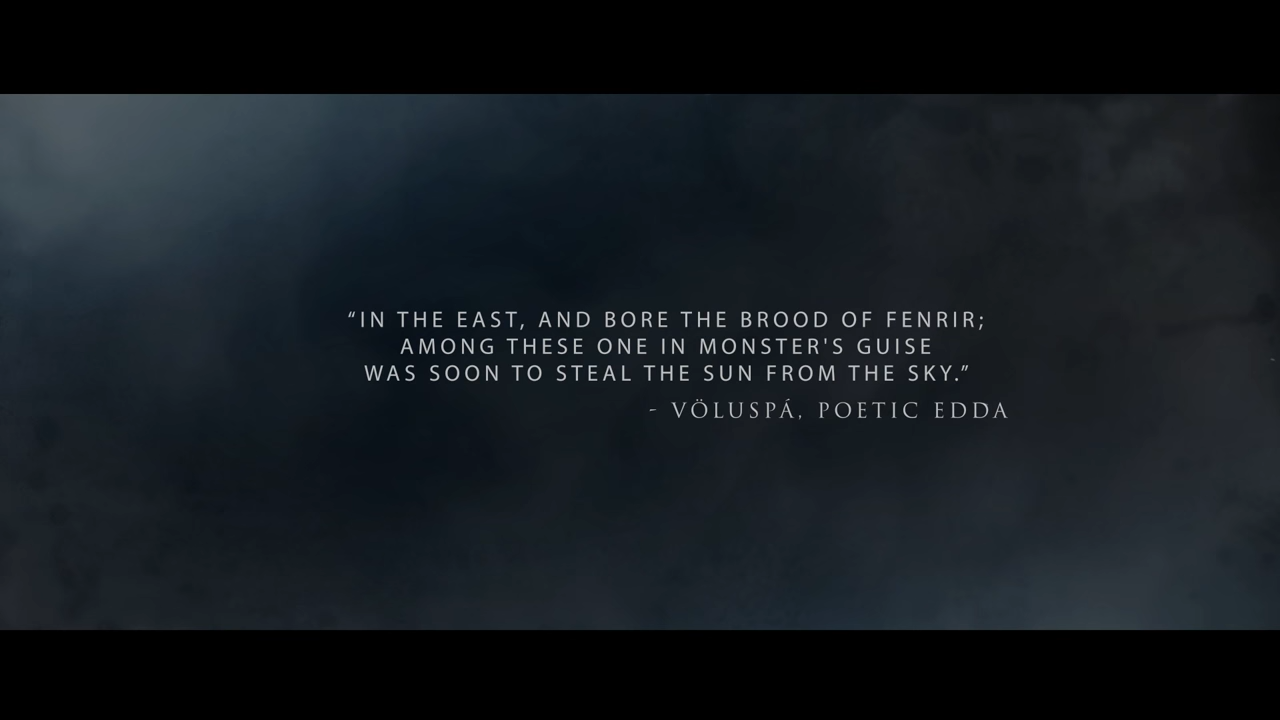 “IN THE EAST, AND BORE THE BROOD OF FENRIR;
AMONG THESE ONE IN MONSTER'S GUISE
WAS SOON TO STEAL THE SUN FROM THE SKY.”
- VÖLUSPÁ, POETIC EDDA